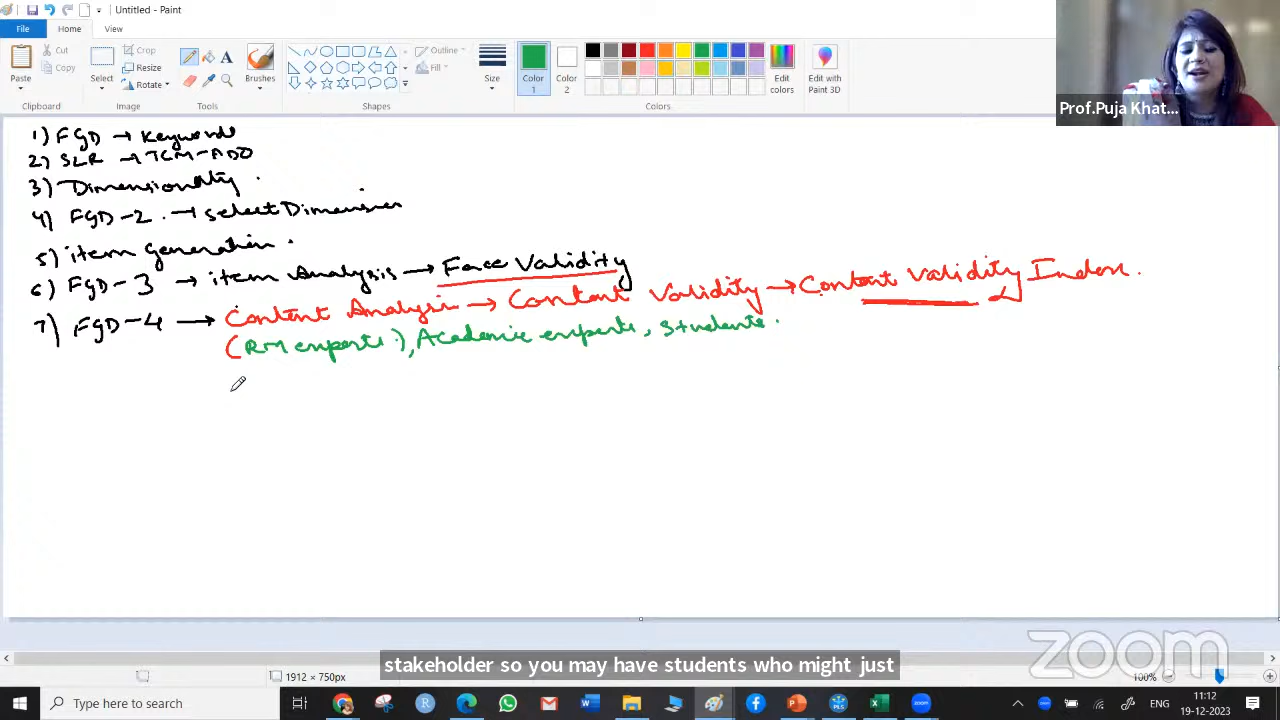 Untitled - Paint
File Home View
Paste Cut Copy Clipboard
Select Crop Resize Rotate Image
Tools
Brushes
Shapes Outline Fill
Size
Color 1 Color 2 Edit colors Colors
Edit with Paint 3D
Prof.Puja Khat...
1) FGD → Keywords
2) SLR → TCM-ADO
3) Dimensionality.
4) FGD-2. → Select Dimension
5) item Generation.
6) FGD-3 → item Analysis → Face Validity
7) FGD-4 → Content Analysis → Content Validity → Content Validity Index.
(RM experts.), Academic experts, Students.
stakeholder so you may have students who might just
zoom
1912 × 750px 100%
Type here to search
ENG 11:12 19-12-2023